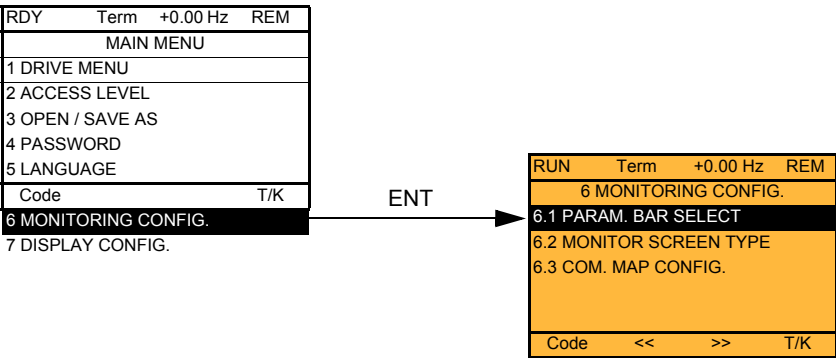 RDY Term +0.00 Hz REM
MAIN MENU
1 DRIVE MENU
2 ACCESS LEVEL
3 OPEN / SAVE AS
4 PASSWORD
5 LANGUAGE
Code T/K
6 MONITORING CONFIG.
7 DISPLAY CONFIG.
ENT
RUN Term +0.00 Hz REM
6 MONITORING CONFIG.
6.1 PARAM. BAR SELECT
6.2 MONITOR SCREEN TYPE
6.3 COM. MAP CONFIG.
Code << >> T/K